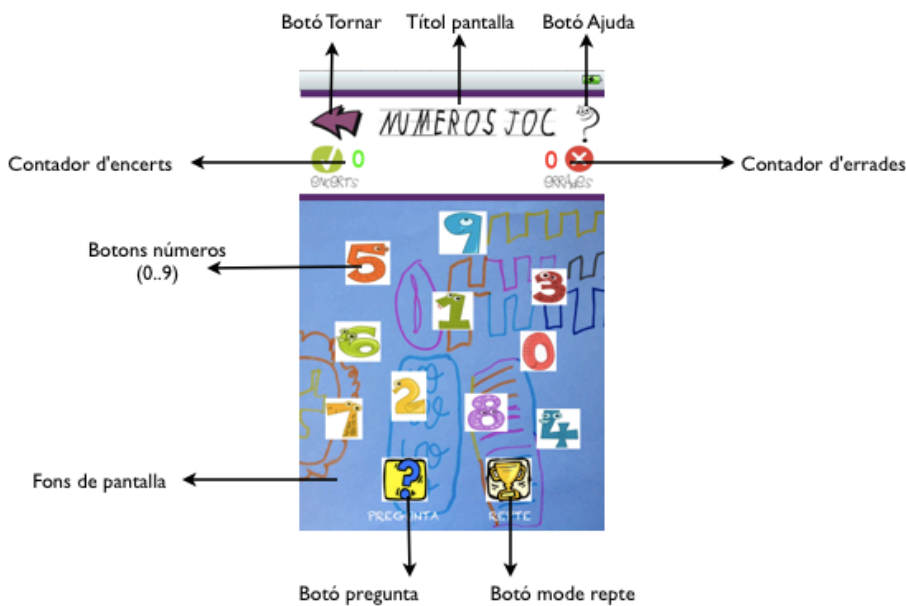 Botó Tornar
Títol pantalla
Botó Ajuda
NUMEROS JOC
?
Contador d'encerts
0
0
Contador d'errades
ENCERTS
ERRADES
Botons números
(0..9)
9
5
3
1
6
0
2
8
7
4
Fons de pantalla
?
PREGUNTA
REPTE
Botó pregunta
Botó mode repte